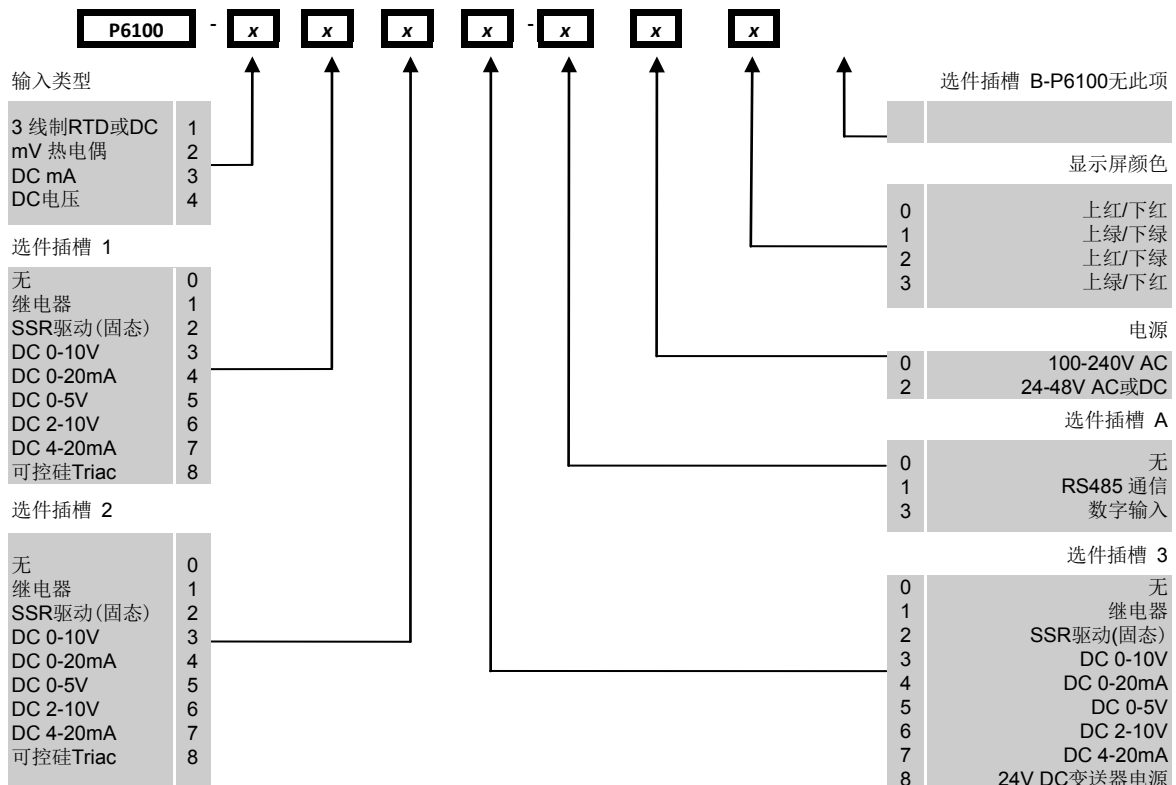 P6100 - x x x x - x x x
输入类型
3 线制RTD或DC 1
mV 热电偶 2
DC mA 3
DC电压 4
选件插槽 1
无 0
继电器 1
SSR驱动(固态) 2
DC 0-10V 3
DC 0-20mA 4
DC 0-5V 5
DC 2-10V 6
DC 4-20mA 7
可控硅Triac 8
选件插槽 2
无 0
继电器 1
SSR驱动(固态) 2
DC 0-10V 3
DC 0-20mA 4
DC 0-5V 5
DC 2-10V 6
DC 4-20mA 7
可控硅Triac 8
选件插槽 B-P6100无此项
显示屏颜色
0 上红/下红
1 上绿/下绿
2 上红/下绿
3 上绿/下红
电源
0 100-240V AC
2 24-48V AC或DC
选件插槽 A
0 无
1 RS485 通信
3 数字输入
选件插槽 3
0 无
1 继电器
2 SSR驱动(固态)
3 DC 0-10V
4 DC 0-20mA
5 DC 0-5V
6 DC 2-10V
7 DC 4-20mA
8 24V DC变送器电源